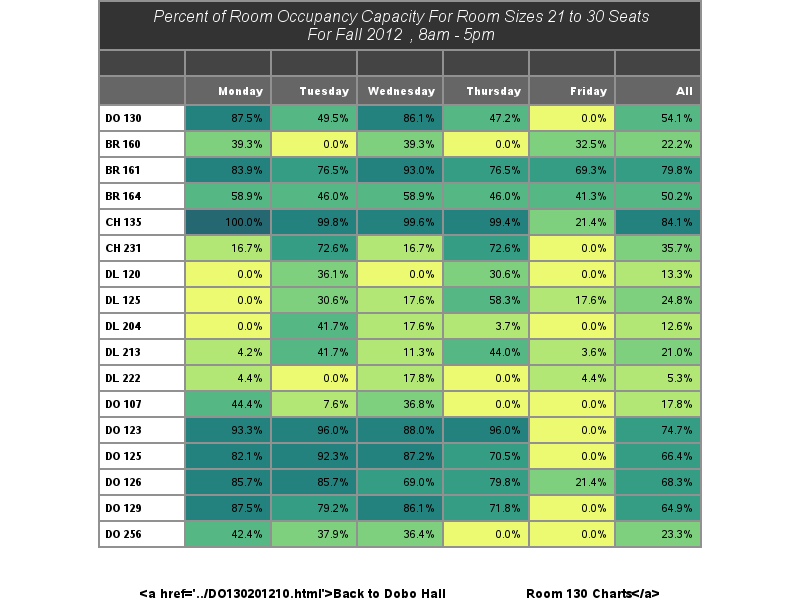 Percent of Room Occupancy Capacity For Room Sizes 21 to 30 Seats
For Fall 2012 , 8am - 5pm
Monday Tuesday Wednesday Thursday Friday All
DO 130 87.5% 49.5% 86.1% 47.2% 0.0% 54.1%
BR 160 39.3% 0.0% 39.3% 0.0% 32.5% 22.2%
BR 161 83.9% 76.5% 93.0% 76.5% 69.3% 79.8%
BR 164 58.9% 46.0% 58.9% 46.0% 41.3% 50.2%
CH 135 100.0% 99.8% 99.6% 99.4% 21.4% 84.1%
CH 231 16.7% 72.6% 16.7% 72.6% 0.0% 35.7%
DL 120 0.0% 36.1% 0.0% 30.6% 0.0% 13.3%
DL 125 0.0% 30.6% 17.6% 58.3% 17.6% 24.8%
DL 204 0.0% 41.7% 17.6% 3.7% 0.0% 12.6%
DL 213 4.2% 41.7% 11.3% 44.0% 3.6% 21.0%
DL 222 4.4% 0.0% 17.8% 0.0% 4.4% 5.3%
DO 107 44.4% 7.6% 36.8% 0.0% 0.0% 17.8%
DO 123 93.3% 96.0% 88.0% 96.0% 0.0% 74.7%
DO 125 82.1% 92.3% 87.2% 70.5% 0.0% 66.4%
DO 126 85.7% 85.7% 69.0% 79.8% 21.4% 68.3%
DO 129 87.5% 79.2% 86.1% 71.8% 0.0% 64.9%
DO 256 42.4% 37.9% 36.4% 0.0% 0.0% 23.3%
<a href='../DO130201210.html'>Back to Dobo Hall Room 130 Charts</a>